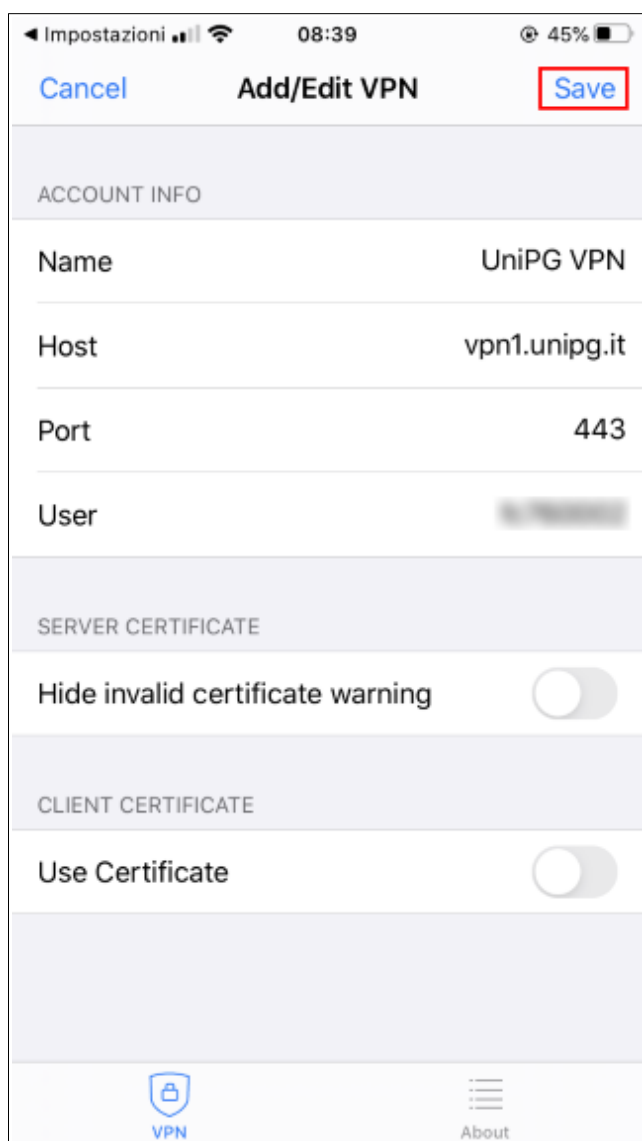 Impostazioni 08:39 45%
Cancel Add/Edit VPN Save
ACCOUNT INFO
Name UniPG VPN
Host vpn1.unipg.it
Port 443
User
SERVER CERTIFICATE
Hide invalid certificate warning
CLIENT CERTIFICATE
Use Certificate
VPN About